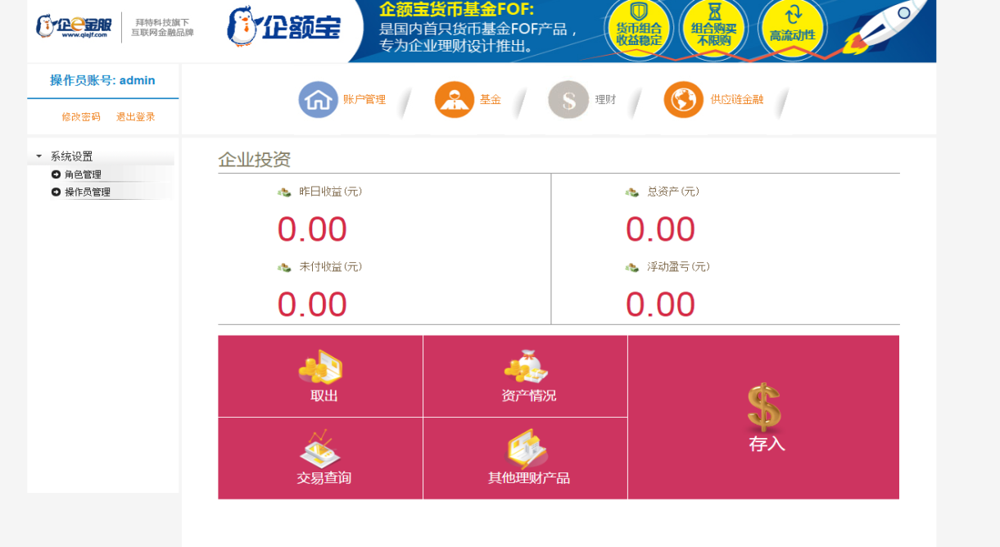 企e金服
www.qiejf.com
拜特科技旗下
互联网金融品牌
企额宝
企额宝货币基金FOF:
是国内首只货币基金FOF产品，
专为企业理财设计推出。
货币组合
收益稳定
组合购买
不限购
高流动性
操作员账号: admin
修改密码 退出登录
账户管理
基金
理财
供应链金融
系统设置
角色管理
操作员管理
企业投资
昨日收益(元)
0.00
总资产(元)
0.00
未付收益(元)
0.00
浮动盈亏(元)
0.00
取出
资产情况
存入
交易查询
其他理财产品